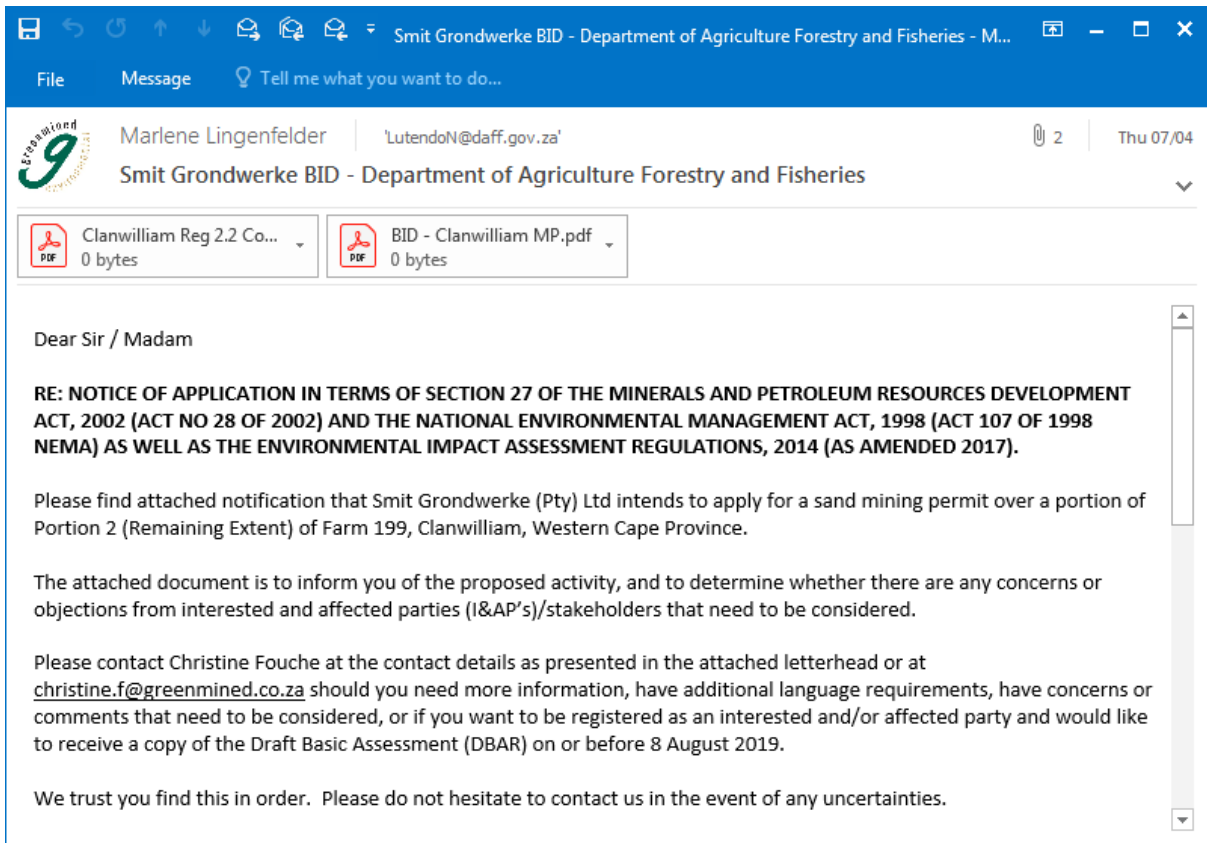 Smit Grondwerke BID - Department of Agriculture Forestry and Fisheries - M...
File Message Tell me what you want to do...
greenmined
g
Marlene Lingenfelder 'LutendoN@daff.gov.za' 2 Thu 07/04
Smit Grondwerke BID - Department of Agriculture Forestry and Fisheries
PDF Clanwilliam Reg 2.2 Co... 0 bytes
PDF BID - Clanwilliam MP.pdf 0 bytes
Dear Sir / Madam
RE: NOTICE OF APPLICATION IN TERMS OF SECTION 27 OF THE MINERALS AND PETROLEUM RESOURCES DEVELOPMENT
ACT, 2002 (ACT NO 28 OF 2002) AND THE NATIONAL ENVIRONMENTAL MANAGEMENT ACT, 1998 (ACT 107 OF 1998
NEMA) AS WELL AS THE ENVIRONMENTAL IMPACT ASSESSMENT REGULATIONS, 2014 (AS AMENDED 2017).
Please find attached notification that Smit Grondwerke (Pty) Ltd intends to apply for a sand mining permit over a portion of
Portion 2 (Remaining Extent) of Farm 199, Clanwilliam, Western Cape Province.
The attached document is to inform you of the proposed activity, and to determine whether there are any concerns or
objections from interested and affected parties (I&AP's)/stakeholders that need to be considered.
Please contact Christine Fouche at the contact details as presented in the attached letterhead or at
christine.f@greenmined.co.za should you need more information, have additional language requirements, have concerns or
comments that need to be considered, or if you want to be registered as an interested and/or affected party and would like
to receive a copy of the Draft Basic Assessment (DBAR) on or before 8 August 2019.
We trust you find this in order.  Please do not hesitate to contact us in the event of any uncertainties.